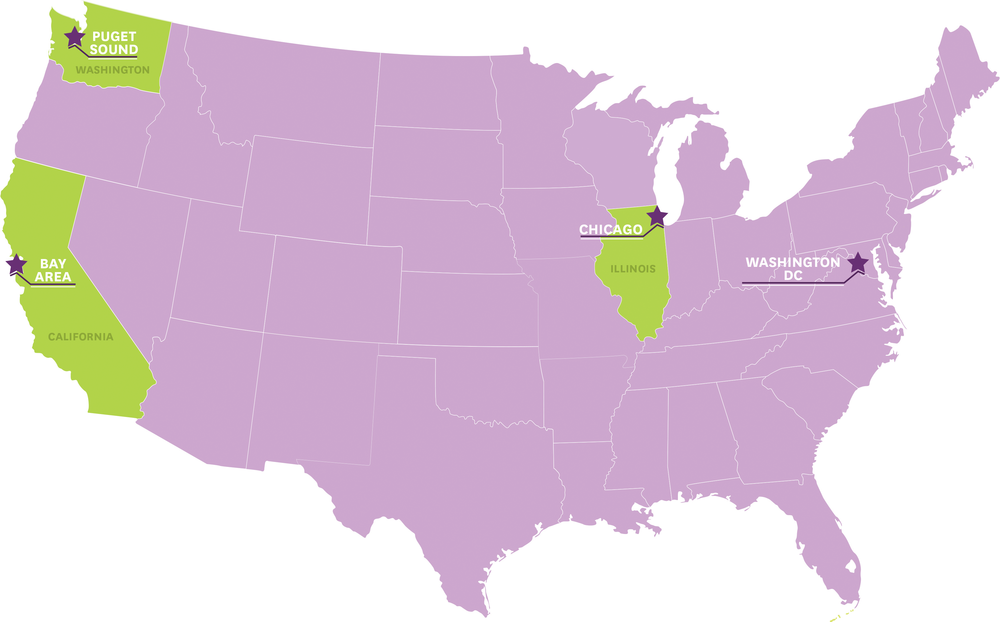 PUGET
SOUND
WASHINGTON
CHICAGO
BAY
AREA
ILLINOIS
WASHINGTON
DC
CALIFORNIA